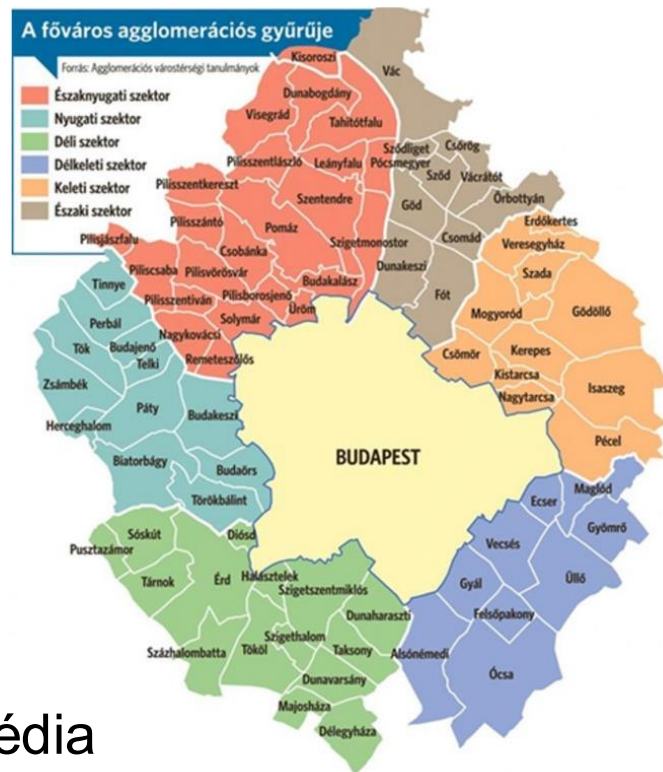 A főváros agglomerációs gyűrűje
Forrás: Agglomerációs várostérségi tanulmányok
Északnyugati szektor
Nyugati szektor
Déli szektor
Délkeleti szektor
Keleti szektor
Északi szektor
Kisoroszi
Vác
Dunabogdány
Visegrád
Tahitótfalu
Pilisszentlászló
Leányfalu
Pócsmegyer
Sződliget
Csörög
Sződ
Vácrátót
Pilisszentkereszt
Szentendre
Göd
Őrbottyán
Pilisszántó
Pomáz
Erdőkertes
Pilisjászfalu
Csobánka
Szigetmonostor
Csomád
Veresegyház
Piliscsaba
Pilisvörösvár
Dunakeszi
Szada
Tinnye
Pilisszentiván
Pilisborosjenő
Budakalász
Fót
Gödöllő
Perbál
Solymár
Üröm
Mogyoród
Nagykovácsi
Tök
Budajenő
Telki
Remeteszőlős
Csömör
Kerepes
Zsámbék
Kistarcsa
Isaszeg
Páty
Budakeszi
Nagytarcsa
Herceghalom
Pécel
BUDAPEST
Biatorbágy
Budaörs
Törökbálint
Ecser
Maglód
Sóskút
Diósd
Gyömrő
Pusztazámor
Vecsés
Tárnok
Érd
Halásztelek
Szigetszentmiklós
Gyál
Üllő
Dunaharaszti
Felsőpakony
Százhalombatta
Tököl
Szigethalom
Taksony
Alsónémedi
Ócsa
Dunavarsány
Majosháza
Délegyháza
édia